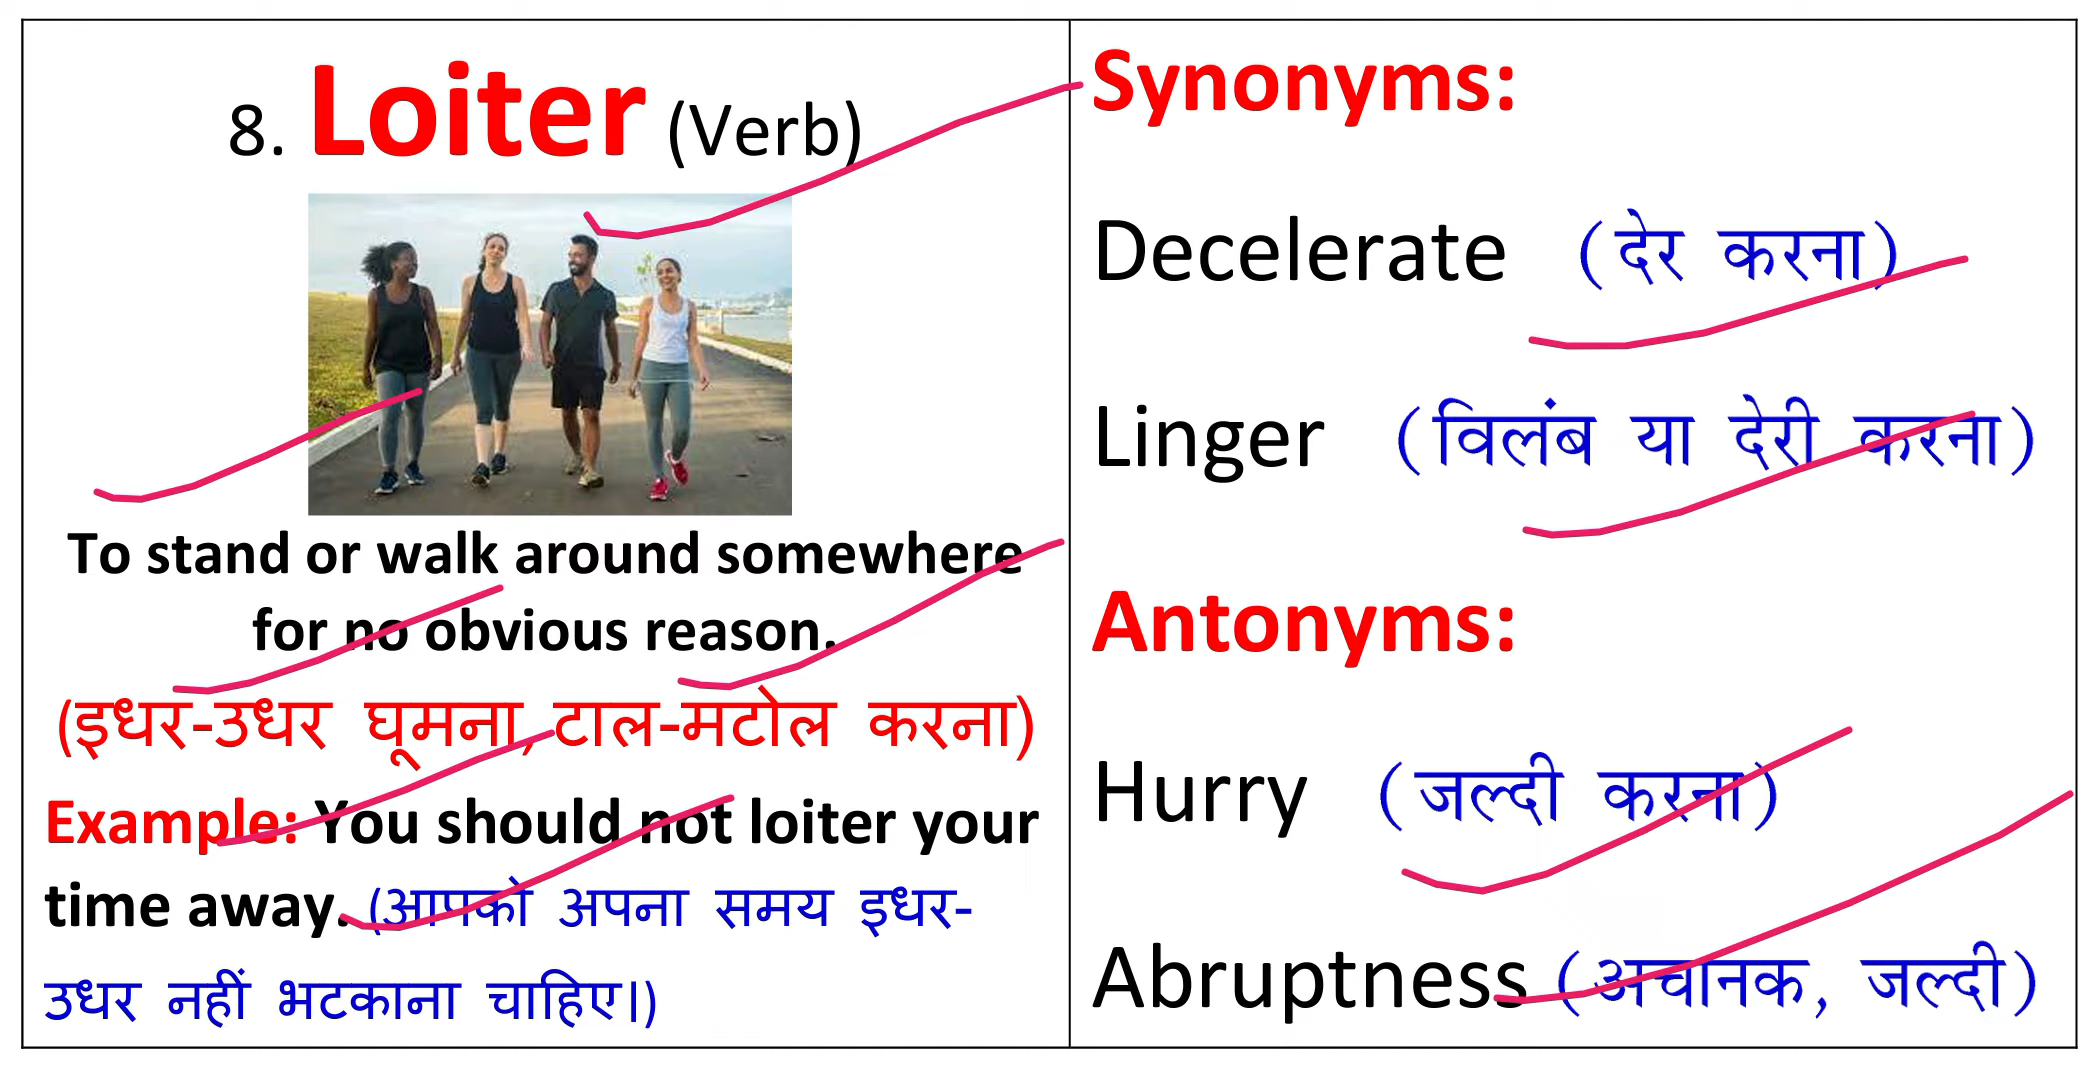 8. Loiter (Verb)
To stand or walk around somewhere
for no obvious reason.
(इधर-उधर घूमना, टाल-मटोल करना)
Example: You should not loiter your
time away. (आपको अपना समय इधर-
उधर नहीं भटकाना चाहिए।)
Synonyms:
Decelerate (देर करना)
Linger (विलंब या देरी करना)
Antonyms:
Hurry (जल्दी करना)
Abruptness (अचानक, जल्दी)